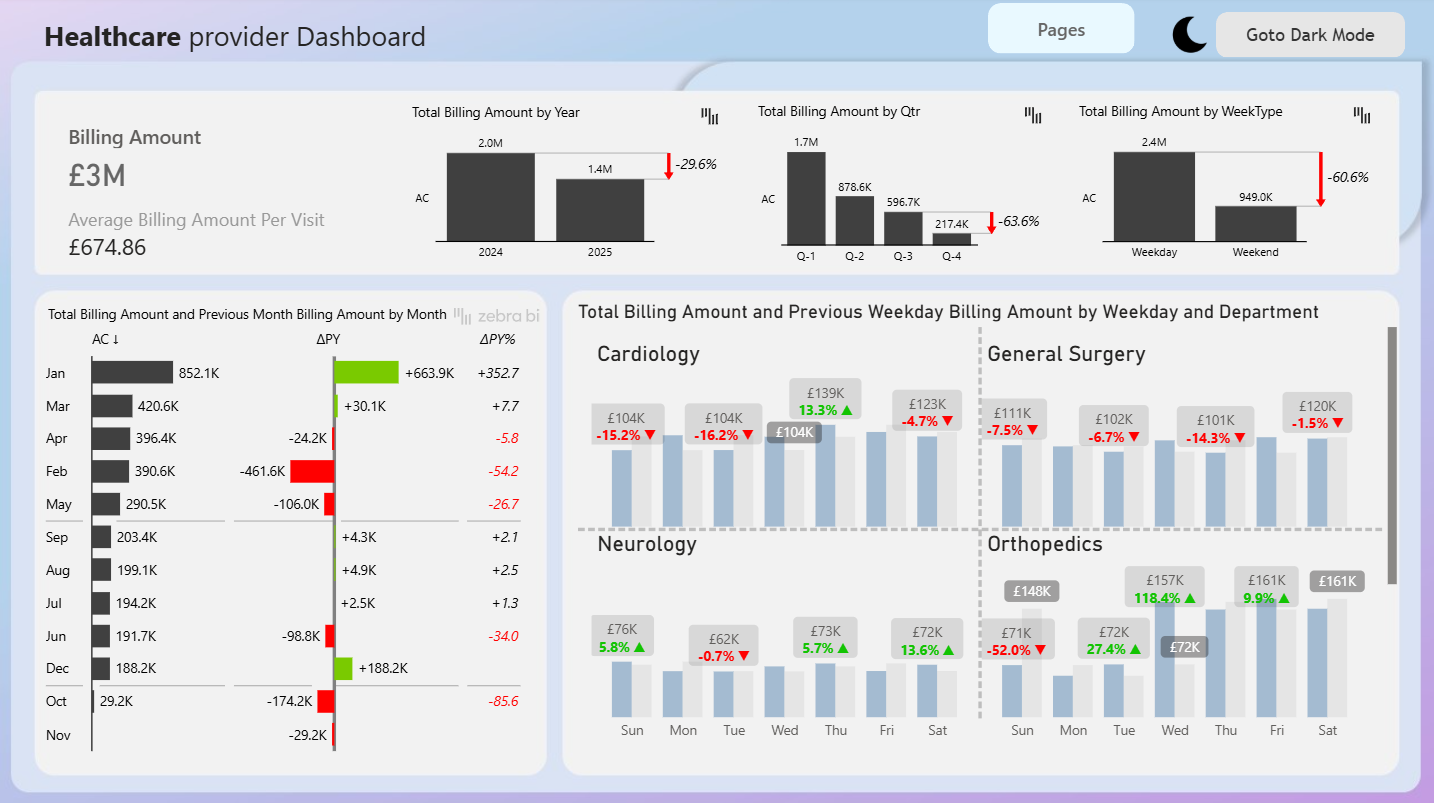 Healthcare provider Dashboard
Pages
Goto Dark Mode
Billing Amount
£3M
Average Billing Amount Per Visit
£674.86
Total Billing Amount by Year
2.0M
1.4M
-29.6%
AC
2024 2025
Total Billing Amount by Qtr
1.7M
878.6K
596.7K
217.4K
-63.6%
AC
Q-1 Q-2 Q-3 Q-4
Total Billing Amount by WeekType
2.4M
949.0K
-60.6%
AC
Weekday Weekend
Total Billing Amount and Previous Month Billing Amount by Month
zebra bi
AC ↓ ΔPY ΔPY%
Jan 852.1K +663.9K +352.7
Mar 420.6K +30.1K +7.7
Apr 396.4K -24.2K -5.8
Feb 390.6K -461.6K -54.2
May 290.5K -106.0K -26.7
Sep 203.4K +4.3K +2.1
Aug 199.1K +4.9K +2.5
Jul 194.2K +2.5K +1.3
Jun 191.7K -98.8K -34.0
Dec 188.2K +188.2K
Oct 29.2K -174.2K -85.6
Nov -29.2K
Total Billing Amount and Previous Weekday Billing Amount by Weekday and Department
Cardiology
£104K
-15.2% ▼
£104K
-16.2% ▼
£104K
£139K
13.3% ▲
£123K
-4.7% ▼
General Surgery
£111K
-7.5% ▼
£102K
-6.7% ▼
£101K
-14.3% ▼
£120K
-1.5% ▼
Neurology
£76K
5.8% ▲
£62K
-0.7% ▼
£73K
5.7% ▲
£72K
13.6% ▲
Sun Mon Tue Wed Thu Fri Sat
Orthopedics
£148K
£71K
-52.0% ▼
£72K
27.4% ▲
£157K
118.4% ▲
£72K
£161K
9.9% ▲
£161K
Sun Mon Tue Wed Thu Fri Sat